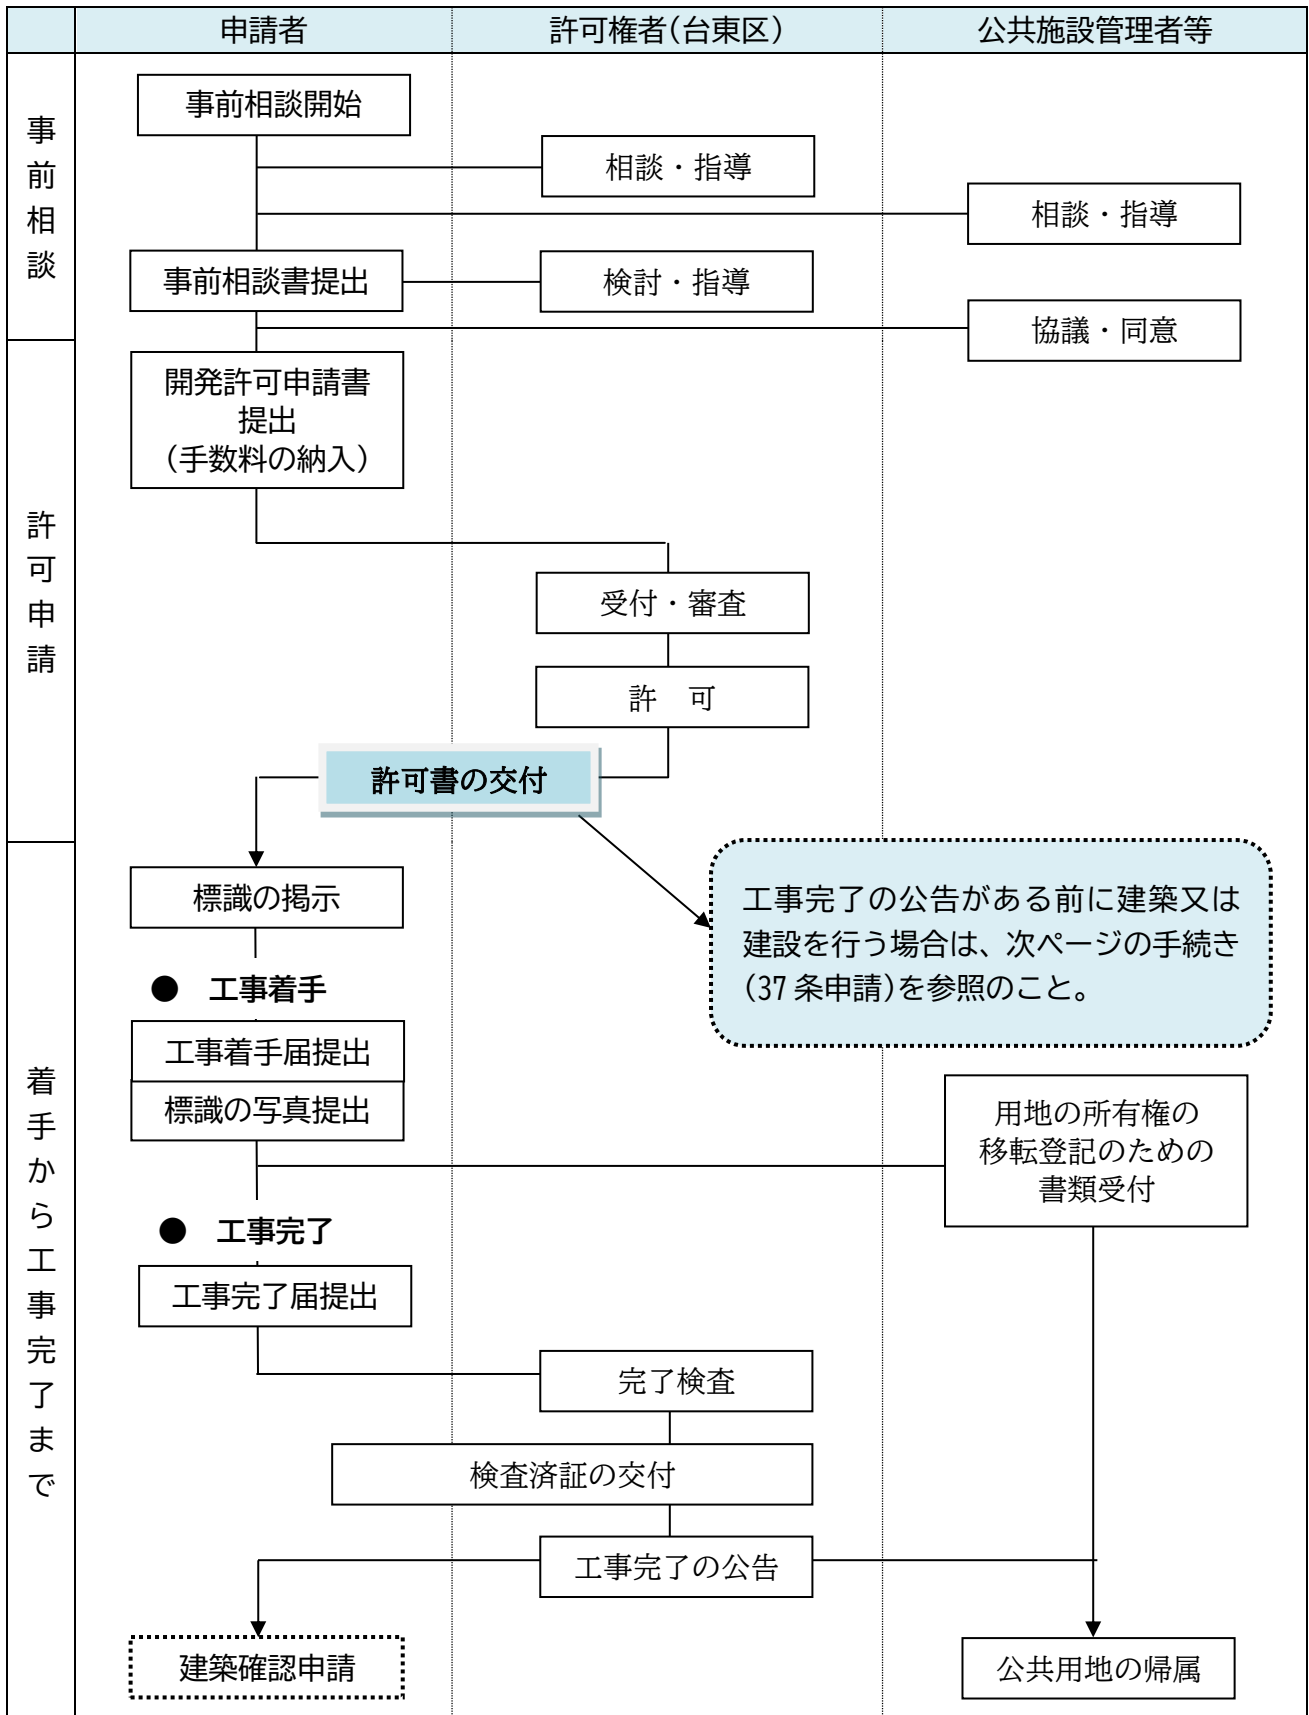 申請者
許可権者(台東区)
公共施設管理者等
事前相談
事前相談開始
相談・指導
相談・指導
事前相談書提出
検討・指導
協議・同意
許可申請
開発許可申請書
提出
(手数料の納入)
受付・審査
許　可
許可書の交付
着手から工事完了まで
標識の掲示
工事完了の公告がある前に建築又は
建設を行う場合は、次ページの手続き
(37条申請)を参照のこと。
● 工事着手
工事着手届提出
標識の写真提出
用地の所有権の
移転登記のための
書類受付
● 工事完了
工事完了届提出
完了検査
検査済証の交付
工事完了の公告
建築確認申請
公共用地の帰属